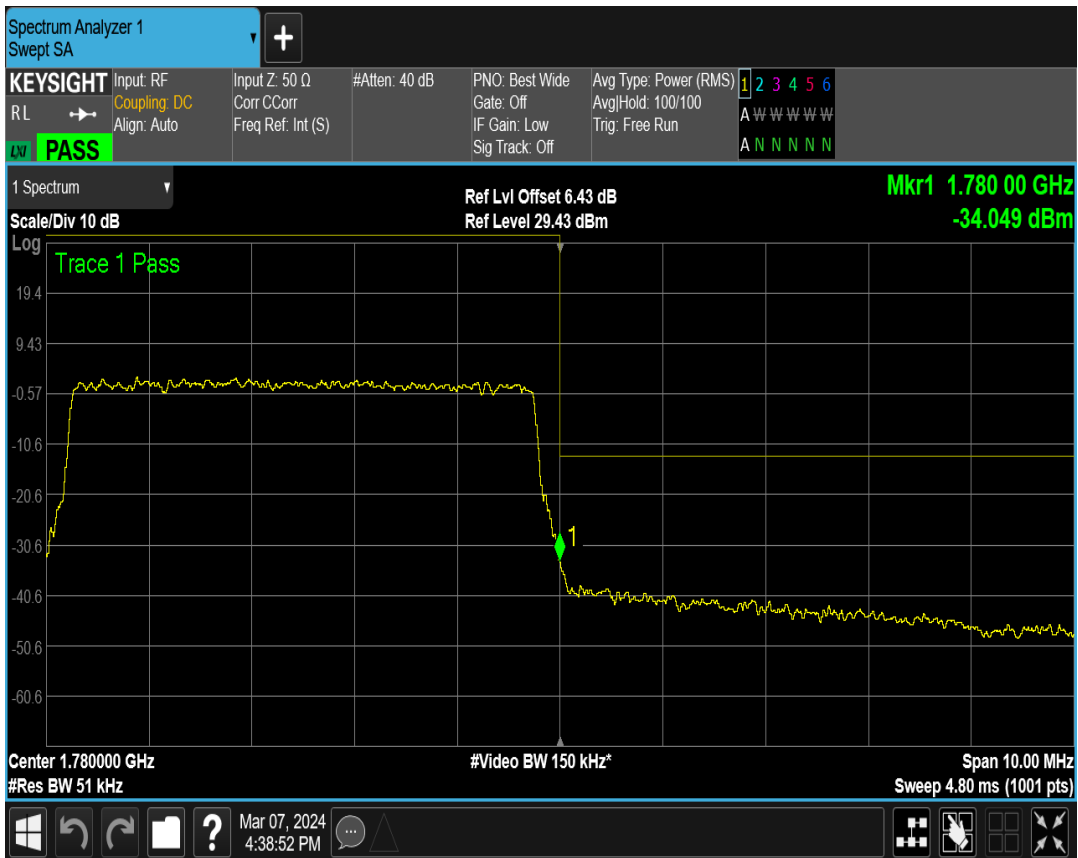 Spectrum Analyzer 1
Swept SA
+
KEYSIGHT
RL
LXI PASS
Input: RF
Coupling: DC
Align: Auto
Input Z: 50 Ω
Corr CCorr
Freq Ref: Int (S)
#Atten: 40 dB
PNO: Best Wide
Gate: Off
IF Gain: Low
Sig Track: Off
Avg Type: Power (RMS)
Avg|Hold: 100/100
Trig: Free Run
1 2 3 4 5 6
A W W W W W
A N N N N N
1 Spectrum
Scale/Div 10 dB
Ref Lvl Offset 6.43 dB
Ref Level 29.43 dBm
Mkr1 1.780 00 GHz
-34.049 dBm
Log
Trace 1 Pass
19.4
9.43
-0.57
-10.6
-20.6
-30.6
-40.6
-50.6
-60.6
1
Center 1.780000 GHz
#Res BW 51 kHz
#Video BW 150 kHz*
Span 10.00 MHz
Sweep 4.80 ms (1001 pts)
?
Mar 07, 2024
4:38:52 PM